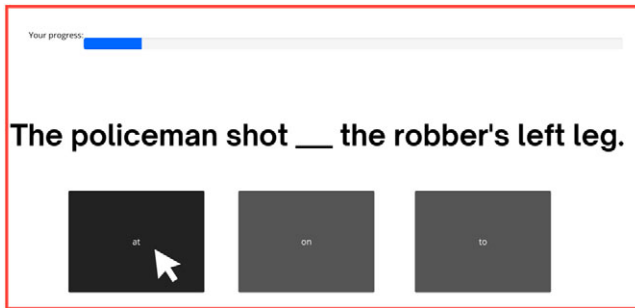 Your progress:
The policeman shot __ the robber's left leg.
at on to